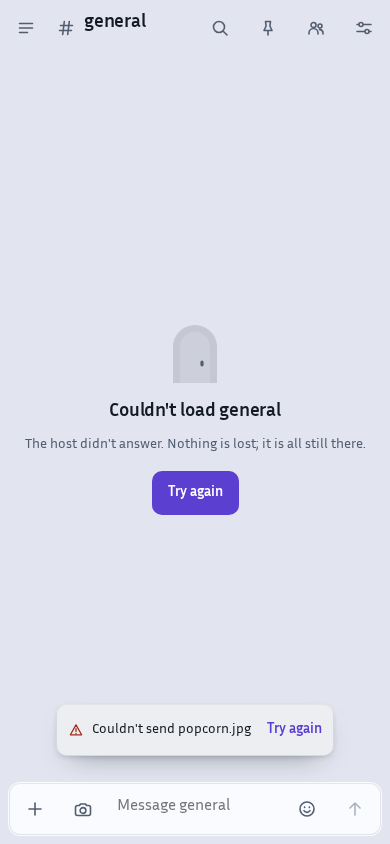 # general
Couldn't load general
The host didn't answer. Nothing is lost; it is all still there.
Try again
Couldn't send popcorn.jpg Try again
Message general